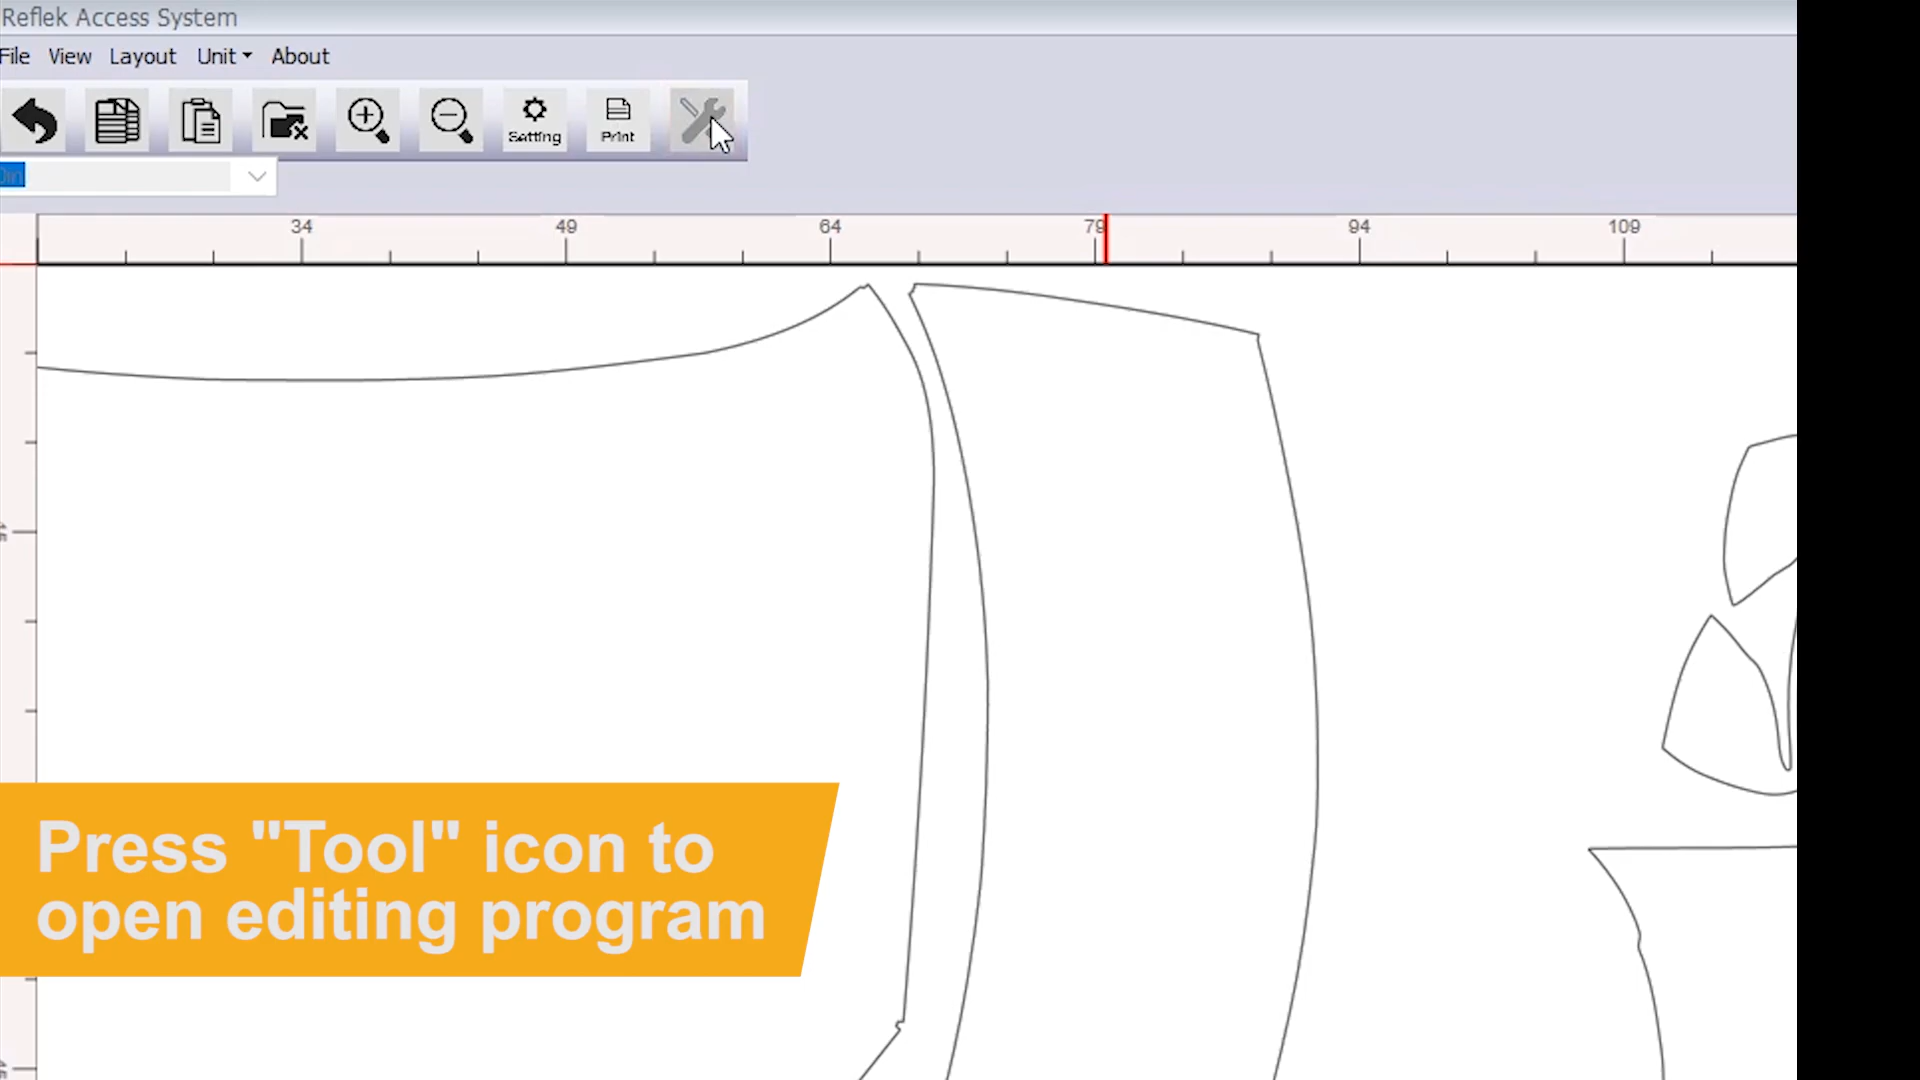 Reflek Access System
File View Layout Unit About
Setting Print
34 49 64 79 94 109
Press "Tool" icon to
open editing program